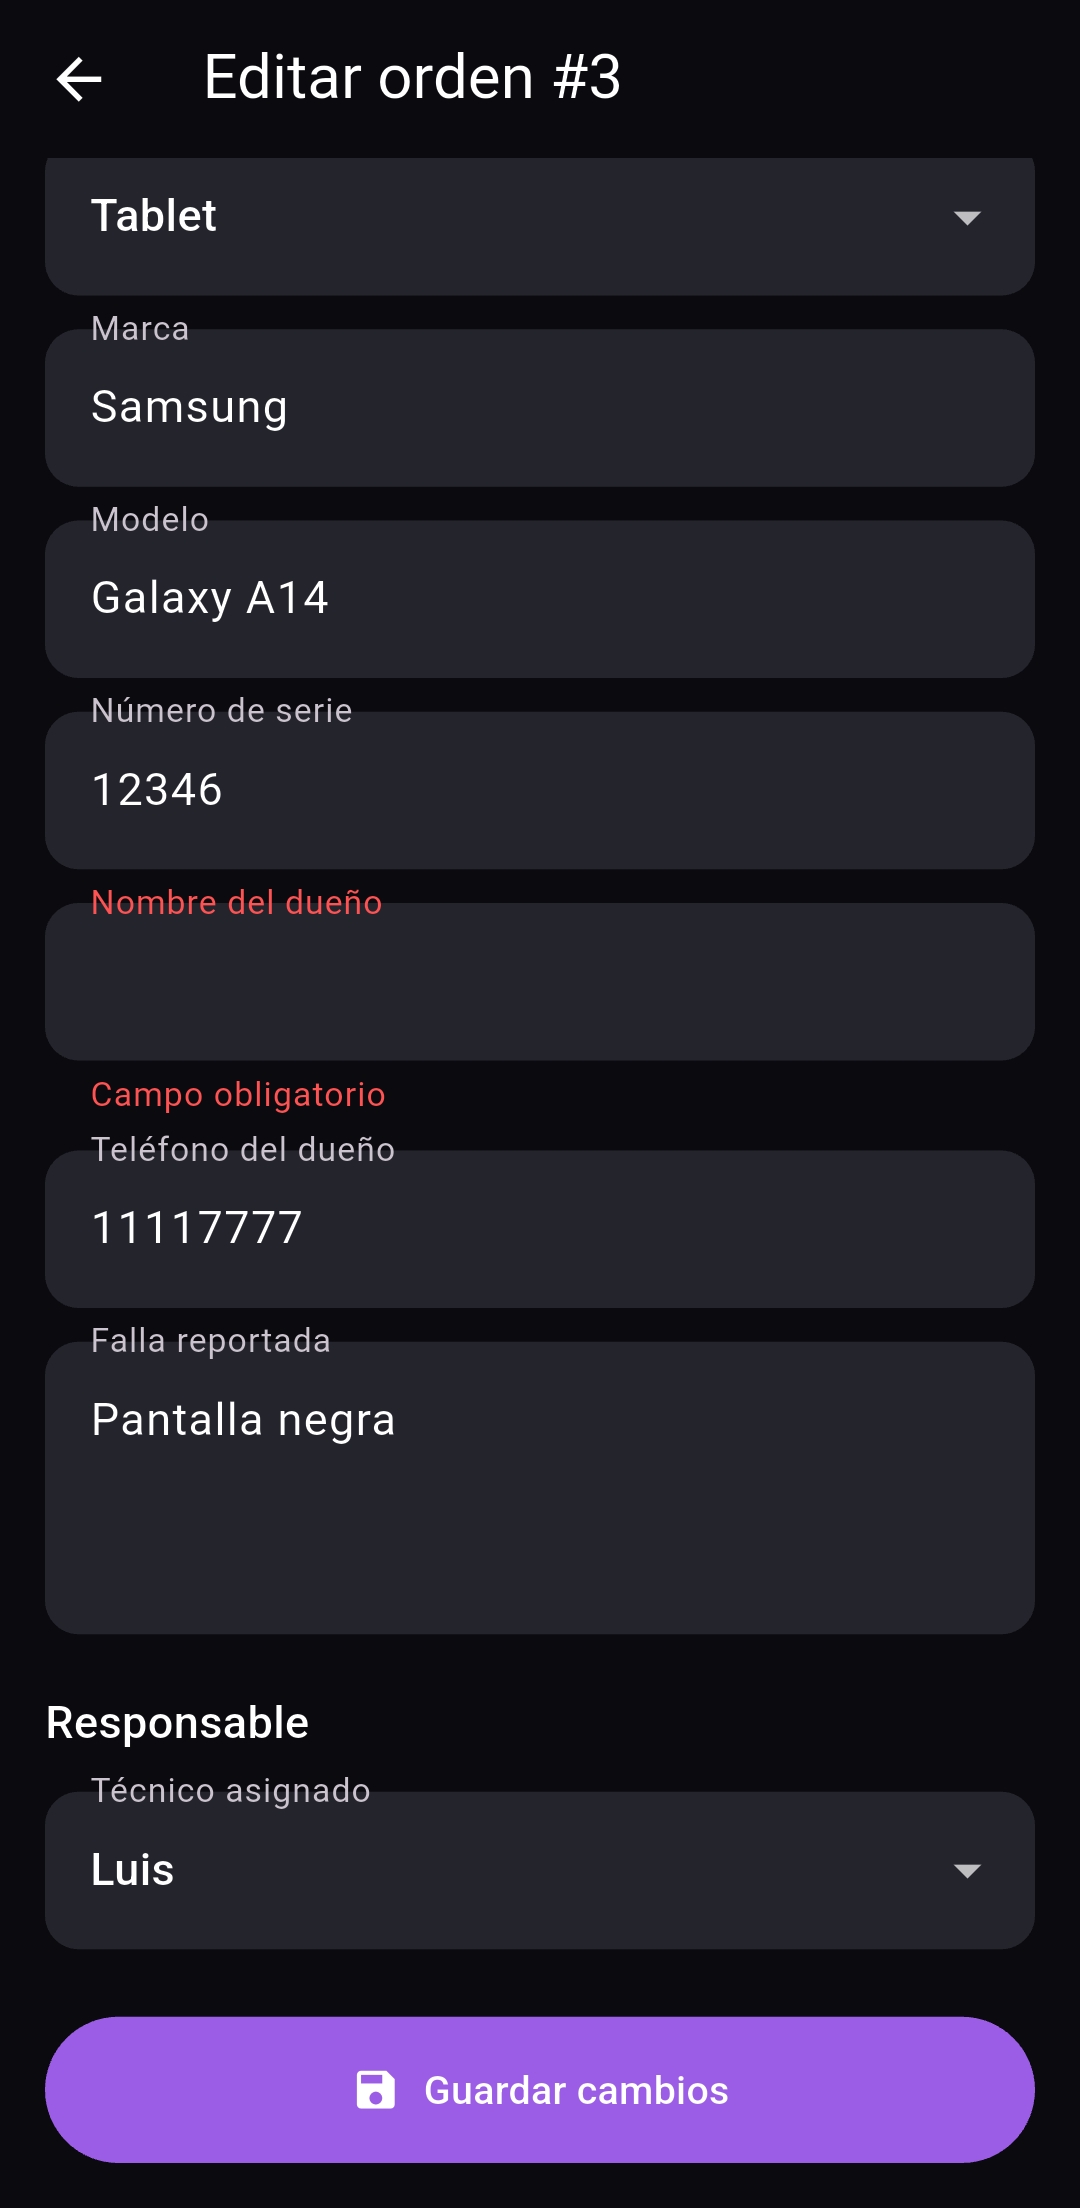 Editar orden #3
Tablet
Marca
Samsung
Modelo
Galaxy A14
Número de serie
12346
Nombre del dueño
Campo obligatorio
Teléfono del dueño
11117777
Falla reportada
Pantalla negra
Responsable
Técnico asignado
Luis
Guardar cambios